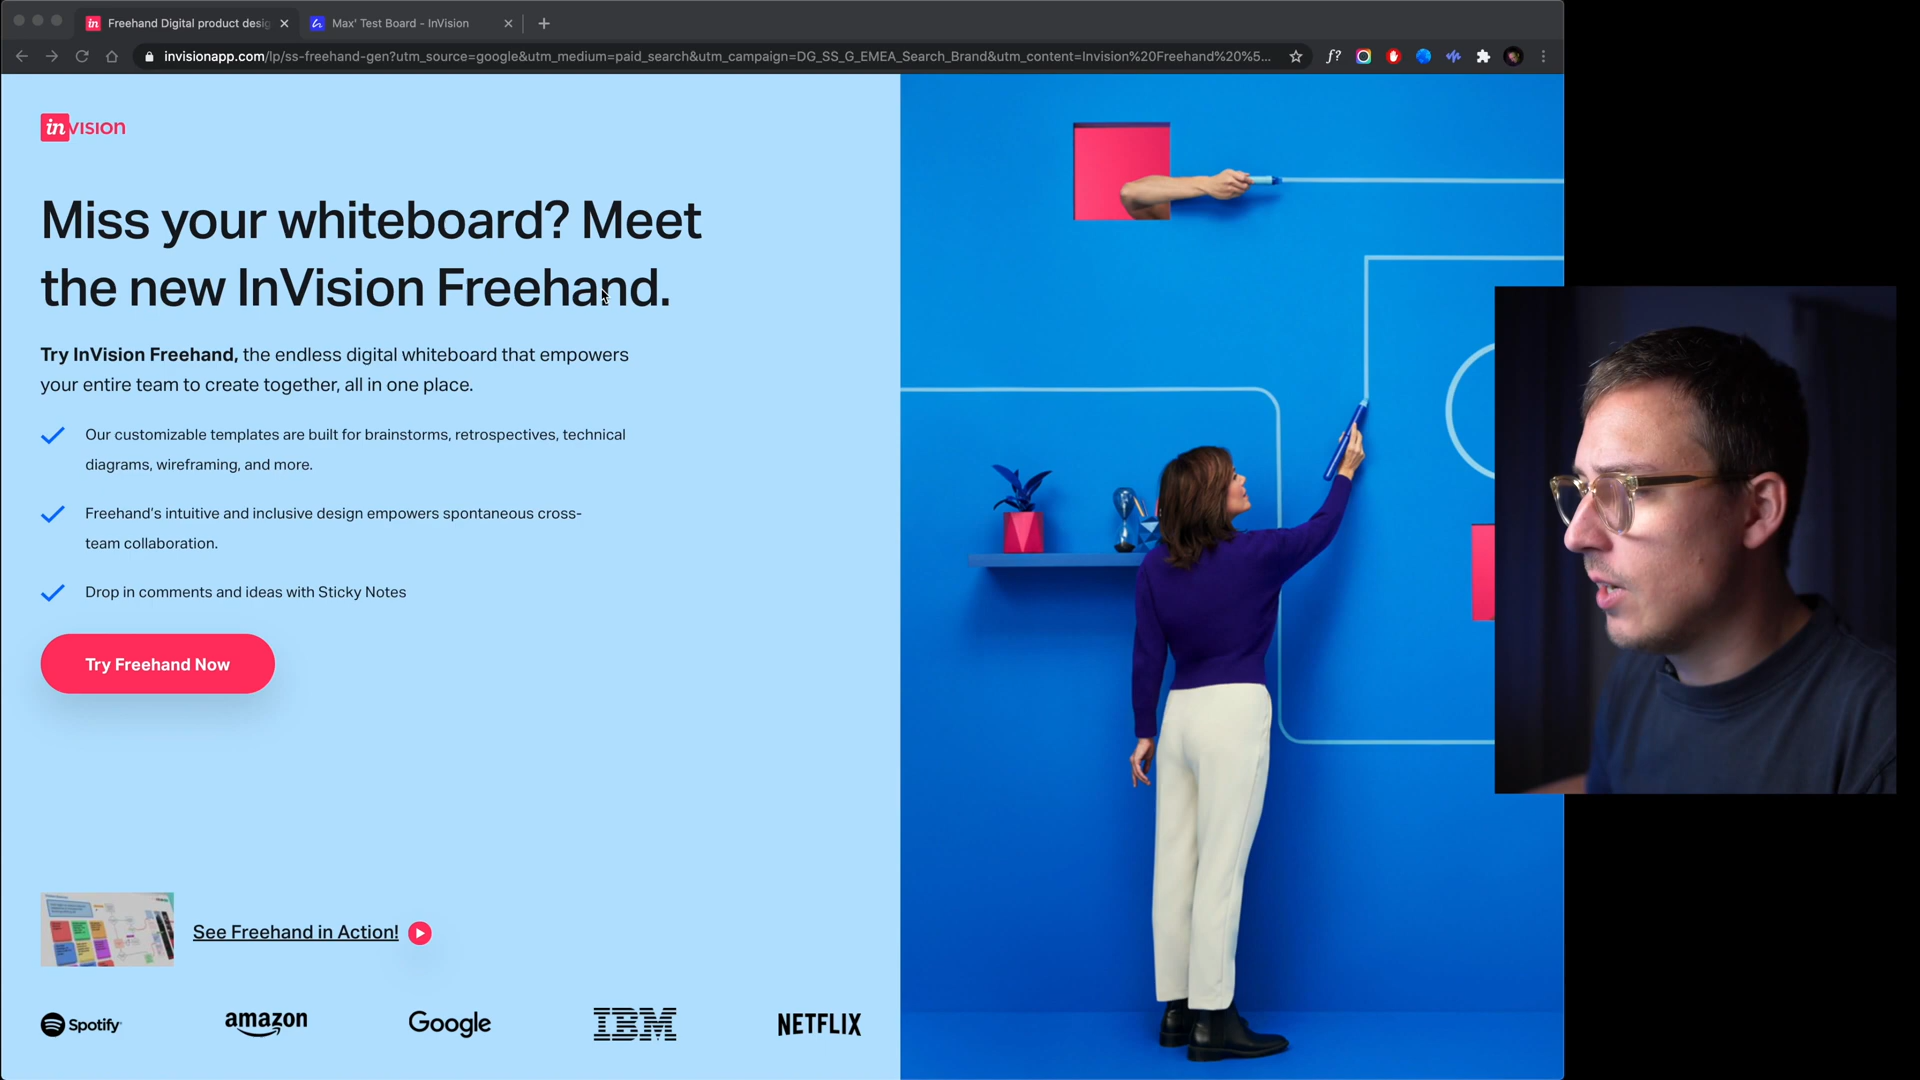 Freehand Digital product desig
Max' Test Board - InVision
invisionapp.com/lp/ss-freehand-gen?utm_source=google&utm_medium=paid_search&utm_campaign=DG_SS_G_EMEA_Search_Brand&utm_content=Invision%20Freehand%20%5...
f?
inVISION
Miss your whiteboard? Meet
the new InVision Freehand.
Try InVision Freehand, the endless digital whiteboard that empowers
your entire team to create together, all in one place.
Our customizable templates are built for brainstorms, retrospectives, technical
diagrams, wireframing, and more.
Freehand's intuitive and inclusive design empowers spontaneous cross-
team collaboration.
Drop in comments and ideas with Sticky Notes
Try Freehand Now
See Freehand in Action!
Spotify
amazon
Google
IBM
NETFLIX